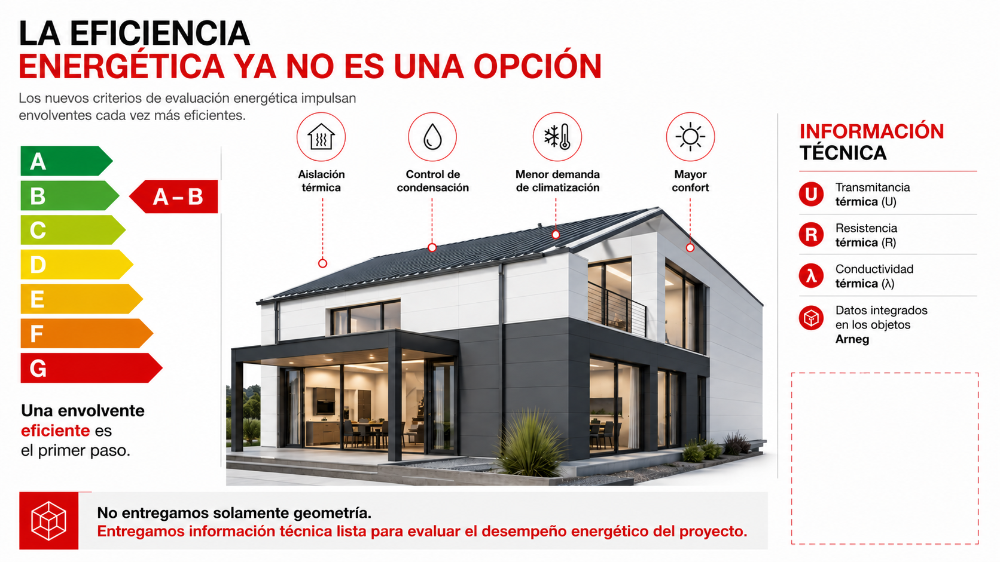 LA EFICIENCIA
ENERGÉTICA YA NO ES UNA OPCIÓN
Los nuevos criterios de evaluación energética impulsan
envolventes cada vez más eficientes.
A
B
A – B
C
D
E
F
G
Una envolvente
eficiente es
el primer paso.
Aislación
térmica
Control de
condensación
Menor demanda
de climatización
Mayor
confort
INFORMACIÓN
TÉCNICA
U
Transmitancia
térmica (U)
R
Resistencia
térmica (R)
λ
Conductividad
térmica (λ)
Datos integrados
en los objetos
Arneg
No entregamos solamente geometría.
Entregamos información técnica lista para evaluar el desempeño energético del proyecto.